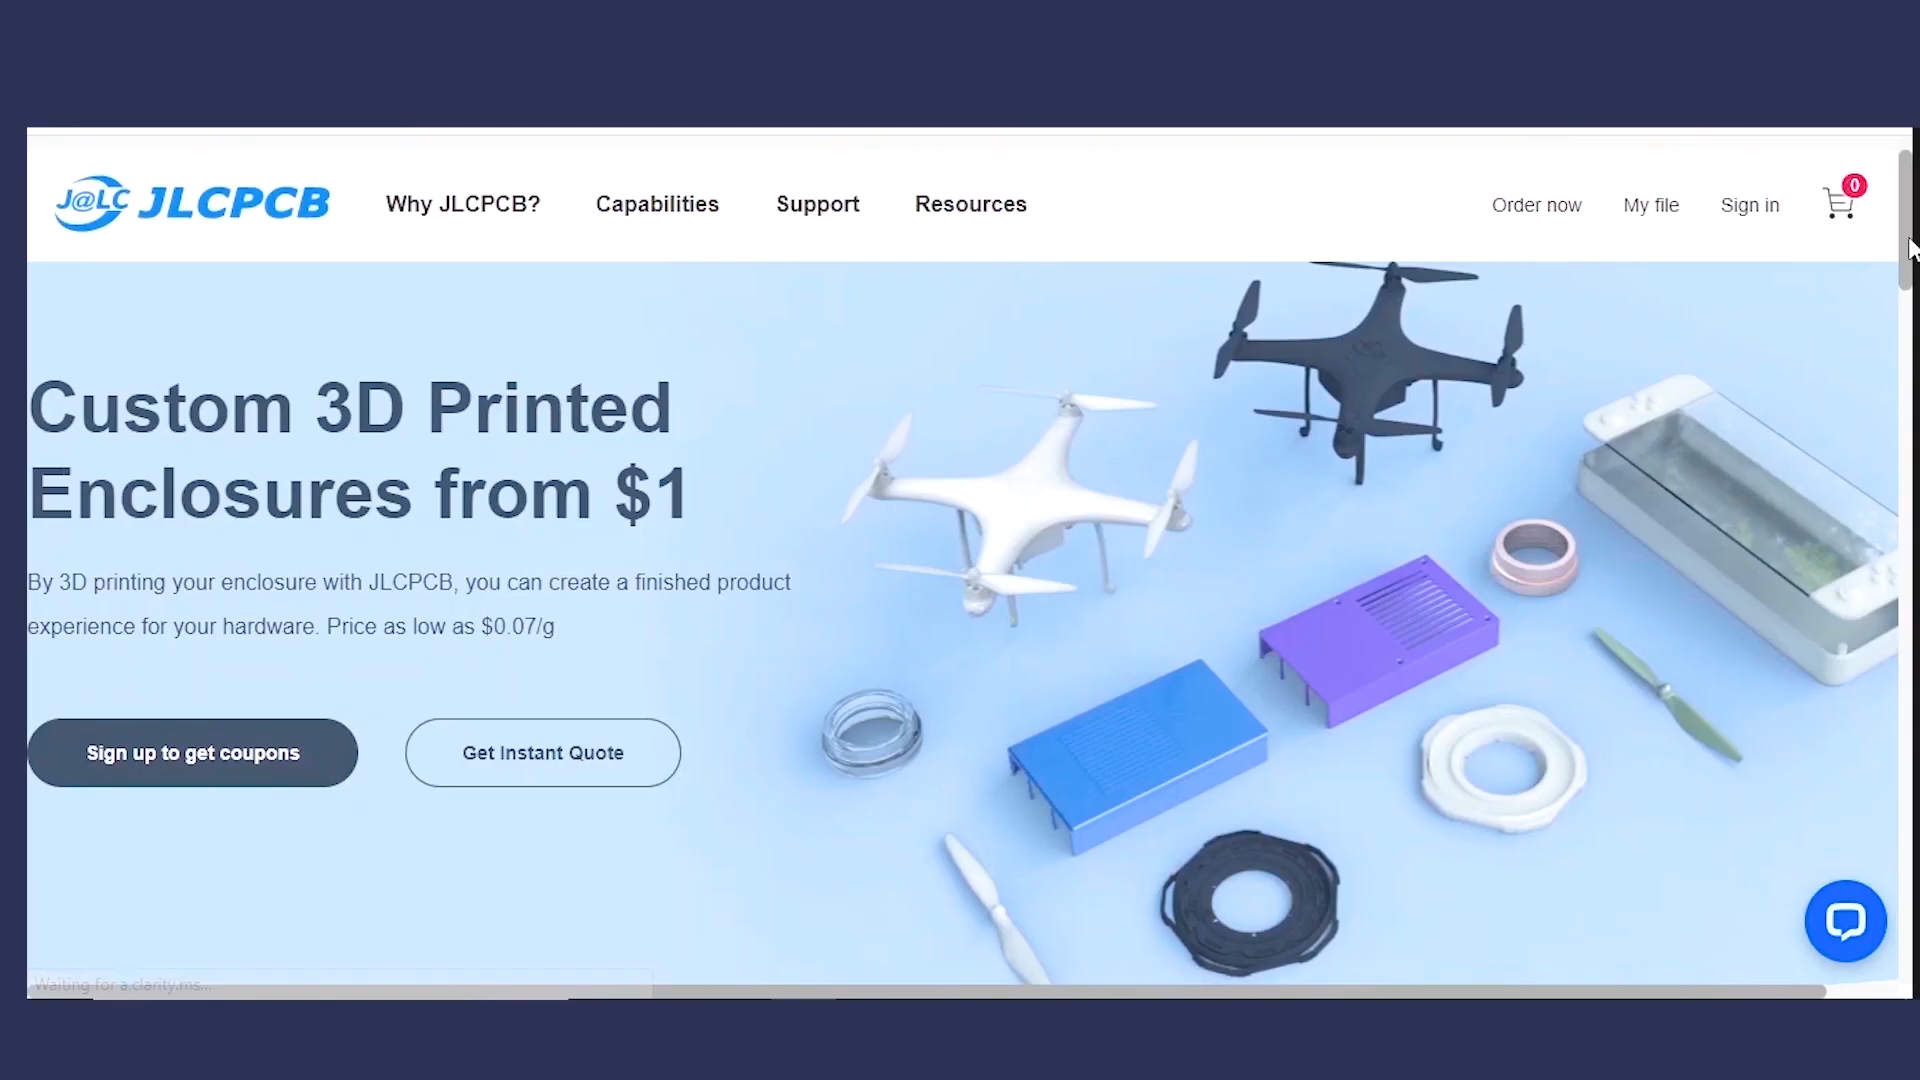 J@LC JLCPCB
Why JLCPCB?
Capabilities
Support
Resources
Order now
My file
Sign in
0
Custom 3D Printed
Enclosures from $1
By 3D printing your enclosure with JLCPCB, you can create a finished product
experience for your hardware. Price as low as $0.07/g
Sign up to get coupons
Get Instant Quote
Waiting for a.clarity.ms...